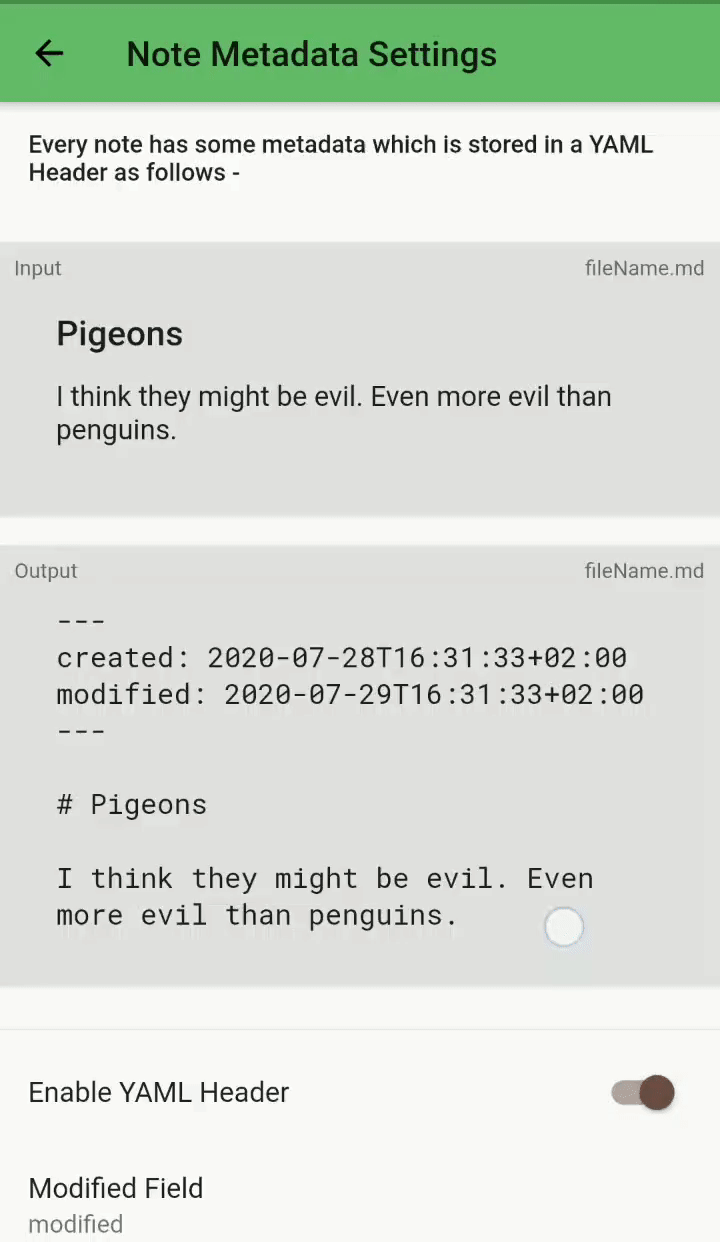 Note Metadata Settings
Every note has some metadata which is stored in a YAML
Header as follows -
Input
fileName.md
Pigeons
I think they might be evil. Even more evil than
penguins.
Output
fileName.md
---
created: 2020-07-28T16:31:33+02:00
modified: 2020-07-29T16:31:33+02:00
---
# Pigeons
I think they might be evil. Even
more evil than penguins.
Enable YAML Header
Modified Field
modified